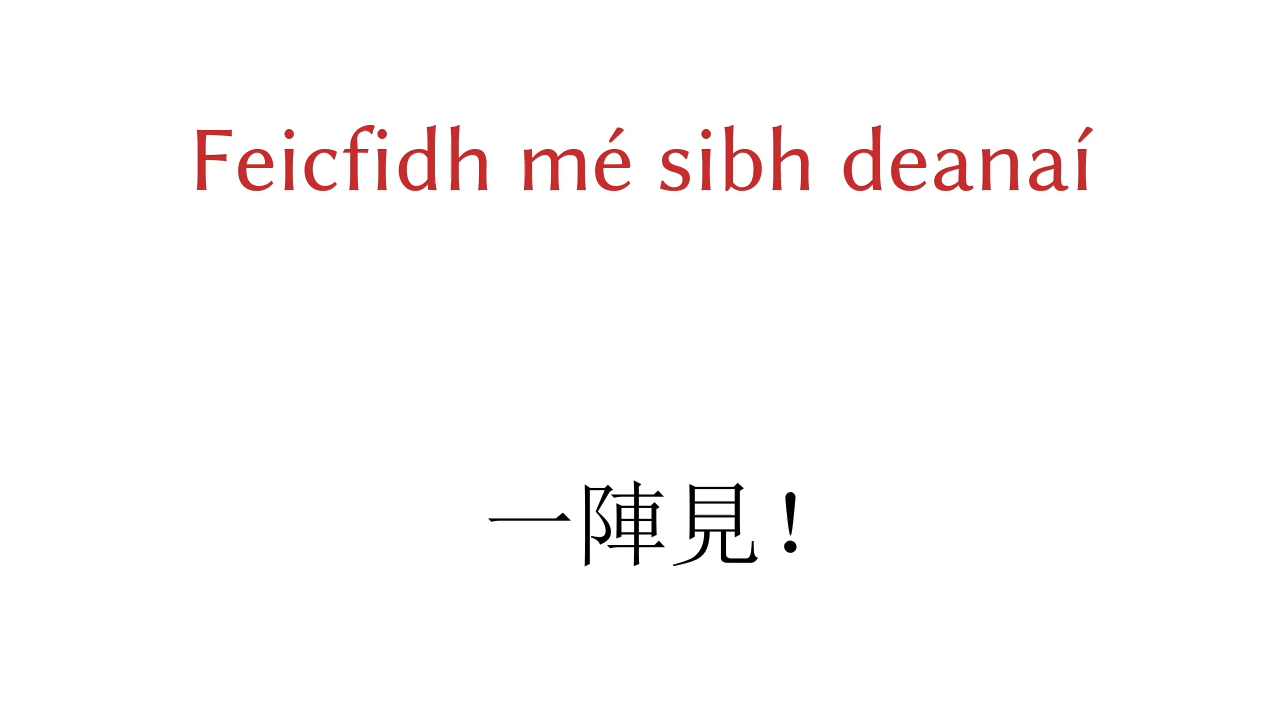 Feicfidh mé sibh deanaí
一陣見！